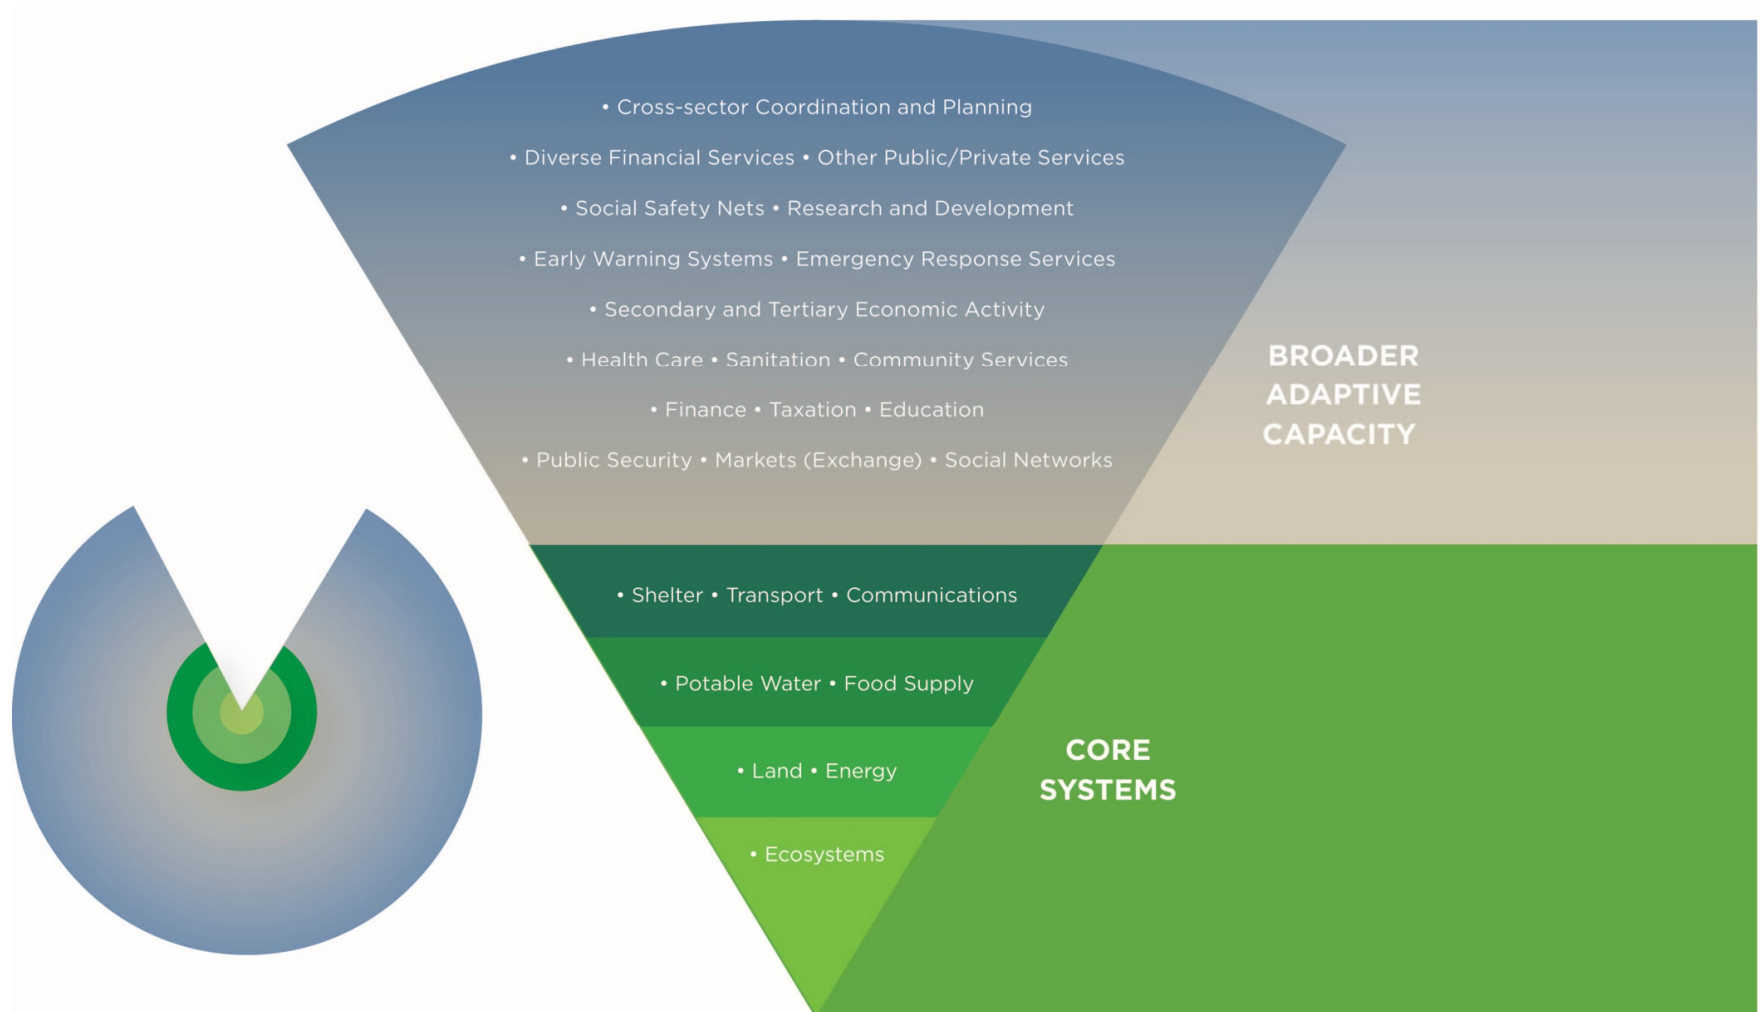 • Cross-sector Coordination and Planning
• Diverse Financial Services • Other Public/Private Services
• Social Safety Nets • Research and Development
• Early Warning Systems • Emergency Response Services
• Secondary and Tertiary Economic Activity
• Health Care • Sanitation • Community Services
• Finance • Taxation • Education
• Public Security • Markets (Exchange) • Social Networks
BROADER
ADAPTIVE
CAPACITY
• Shelter • Transport • Communications
• Potable Water • Food Supply
• Land • Energy
• Ecosystems
CORE
SYSTEMS